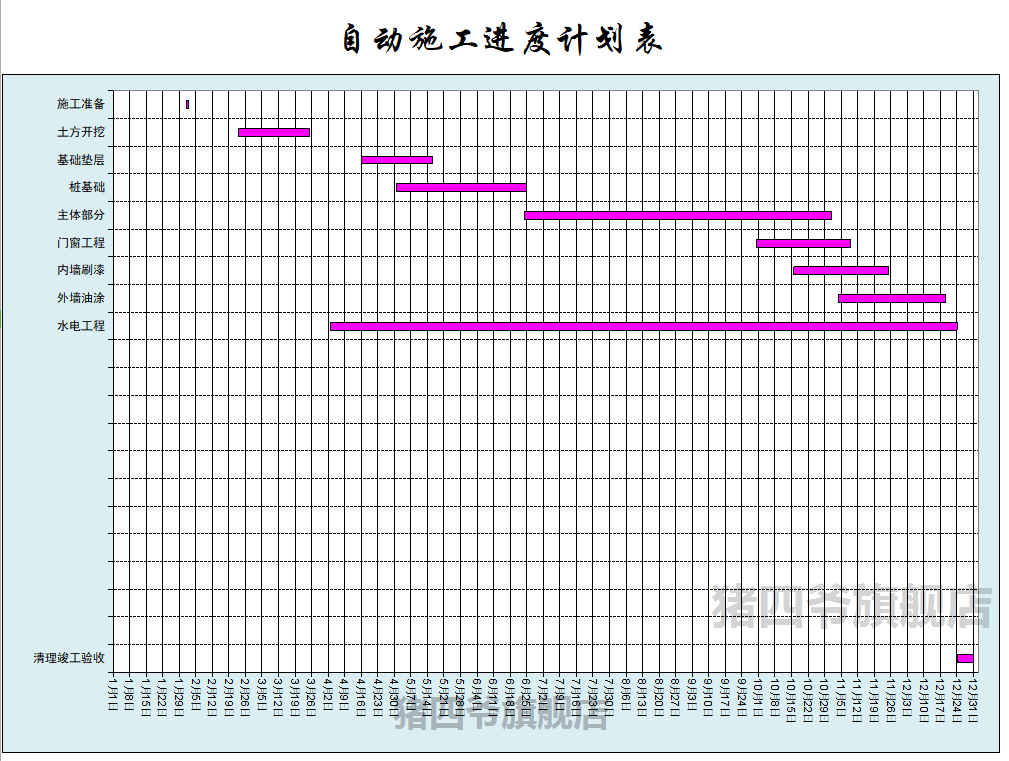 自动施工进度计划表
施工准备
土方开挖
基础垫层
桩基础
主体部分
门窗工程
内墙刷漆
外墙油涂
水电工程
清理竣工验收
1月1日
1月8日
1月15日
1月22日
1月29日
2月5日
2月12日
2月19日
2月26日
3月5日
3月12日
3月19日
3月26日
4月2日
4月9日
4月16日
4月23日
4月30日
5月7日
5月14日
5月21日
5月28日
6月4日
6月11日
6月18日
6月25日
7月2日
7月9日
7月16日
7月23日
7月30日
8月6日
8月13日
8月20日
8月27日
9月3日
9月10日
9月17日
9月24日
10月1日
10月8日
10月15日
10月22日
10月29日
11月5日
11月12日
11月19日
11月26日
12月3日
12月10日
12月17日
12月24日
12月31日
猪四爷旗舰店
猪四爷旗舰店